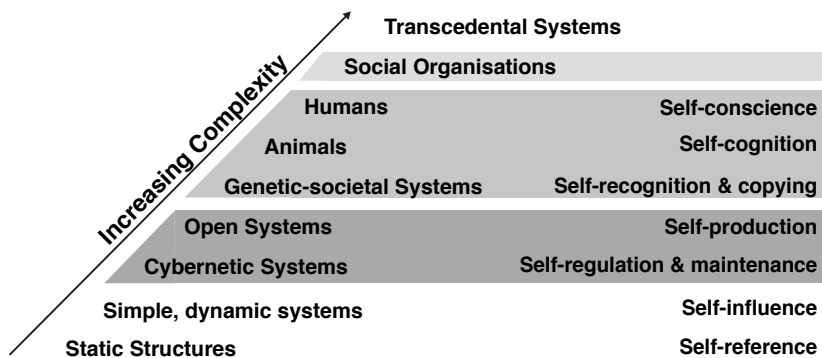 Transcedental Systems
Social Organisations
Increasing Complexity
Humans Self-conscience
Animals Self-cognition
Genetic-societal Systems Self-recognition & copying
Open Systems Self-production
Cybernetic Systems Self-regulation & maintenance
Simple, dynamic systems Self-influence
Static Structures Self-reference